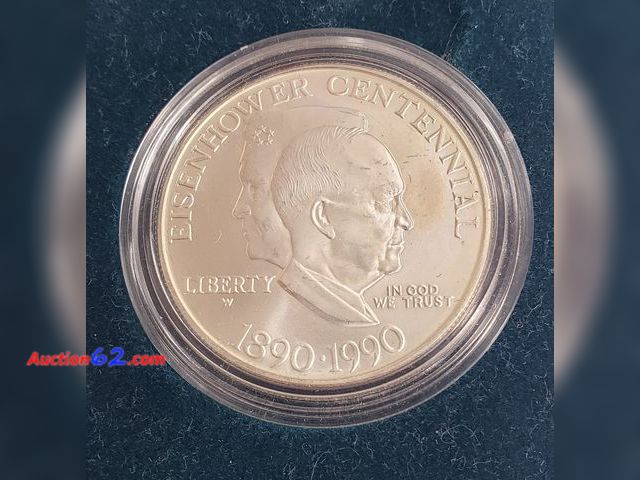 EISENHOWER CENTENNIAL
LIBERTY
W
IN GOD
WE TRUST
1890·1990
Auction62.com